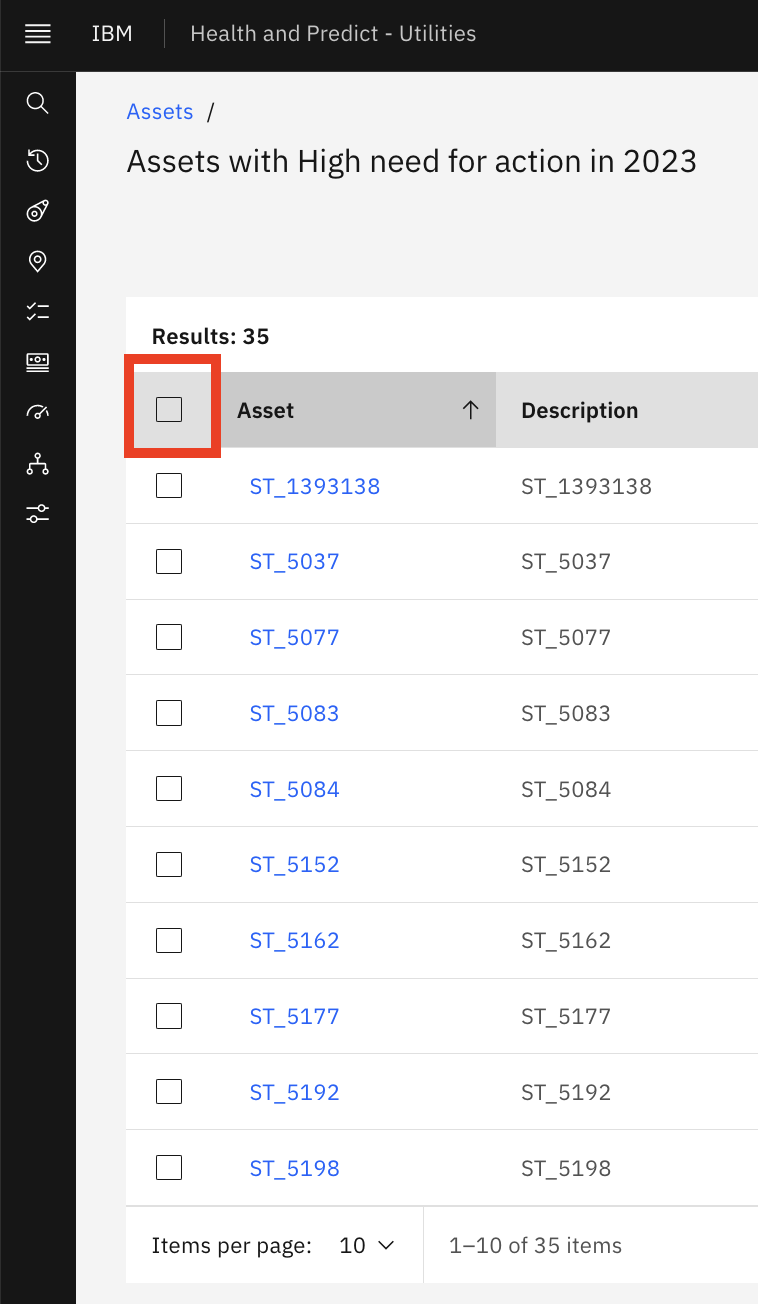 IBM Health and Predict - Utilities
Assets /
Assets with High need for action in 2023
Results: 35
Asset Description
ST_1393138 ST_1393138
ST_5037 ST_5037
ST_5077 ST_5077
ST_5083 ST_5083
ST_5084 ST_5084
ST_5152 ST_5152
ST_5162 ST_5162
ST_5177 ST_5177
ST_5192 ST_5192
ST_5198 ST_5198
Items per page: 10 1–10 of 35 items